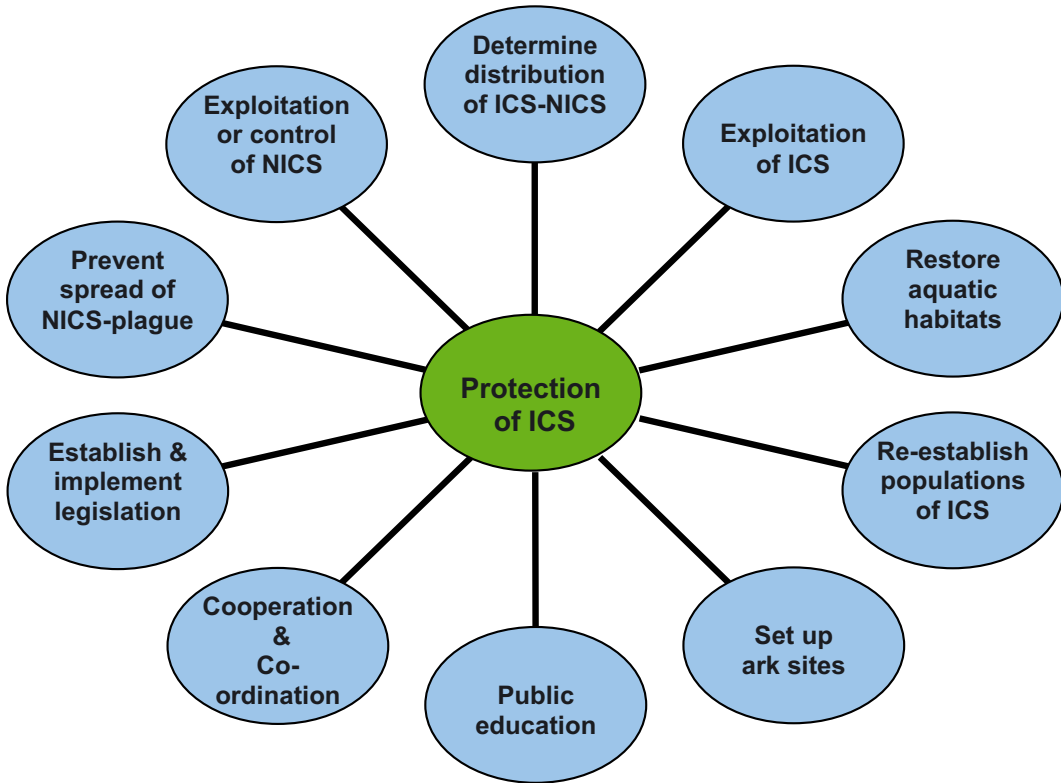 Determine
distribution
of ICS-NICS
Exploitation
of ICS
Restore
aquatic
habitats
Re-establish
populations
of ICS
Set up
ark sites
Public
education
Cooperation
&
Co-
ordination
Establish &
implement
legislation
Prevent
spread of
NICS-plague
Exploitation
or control
of NICS
Protection
of ICS